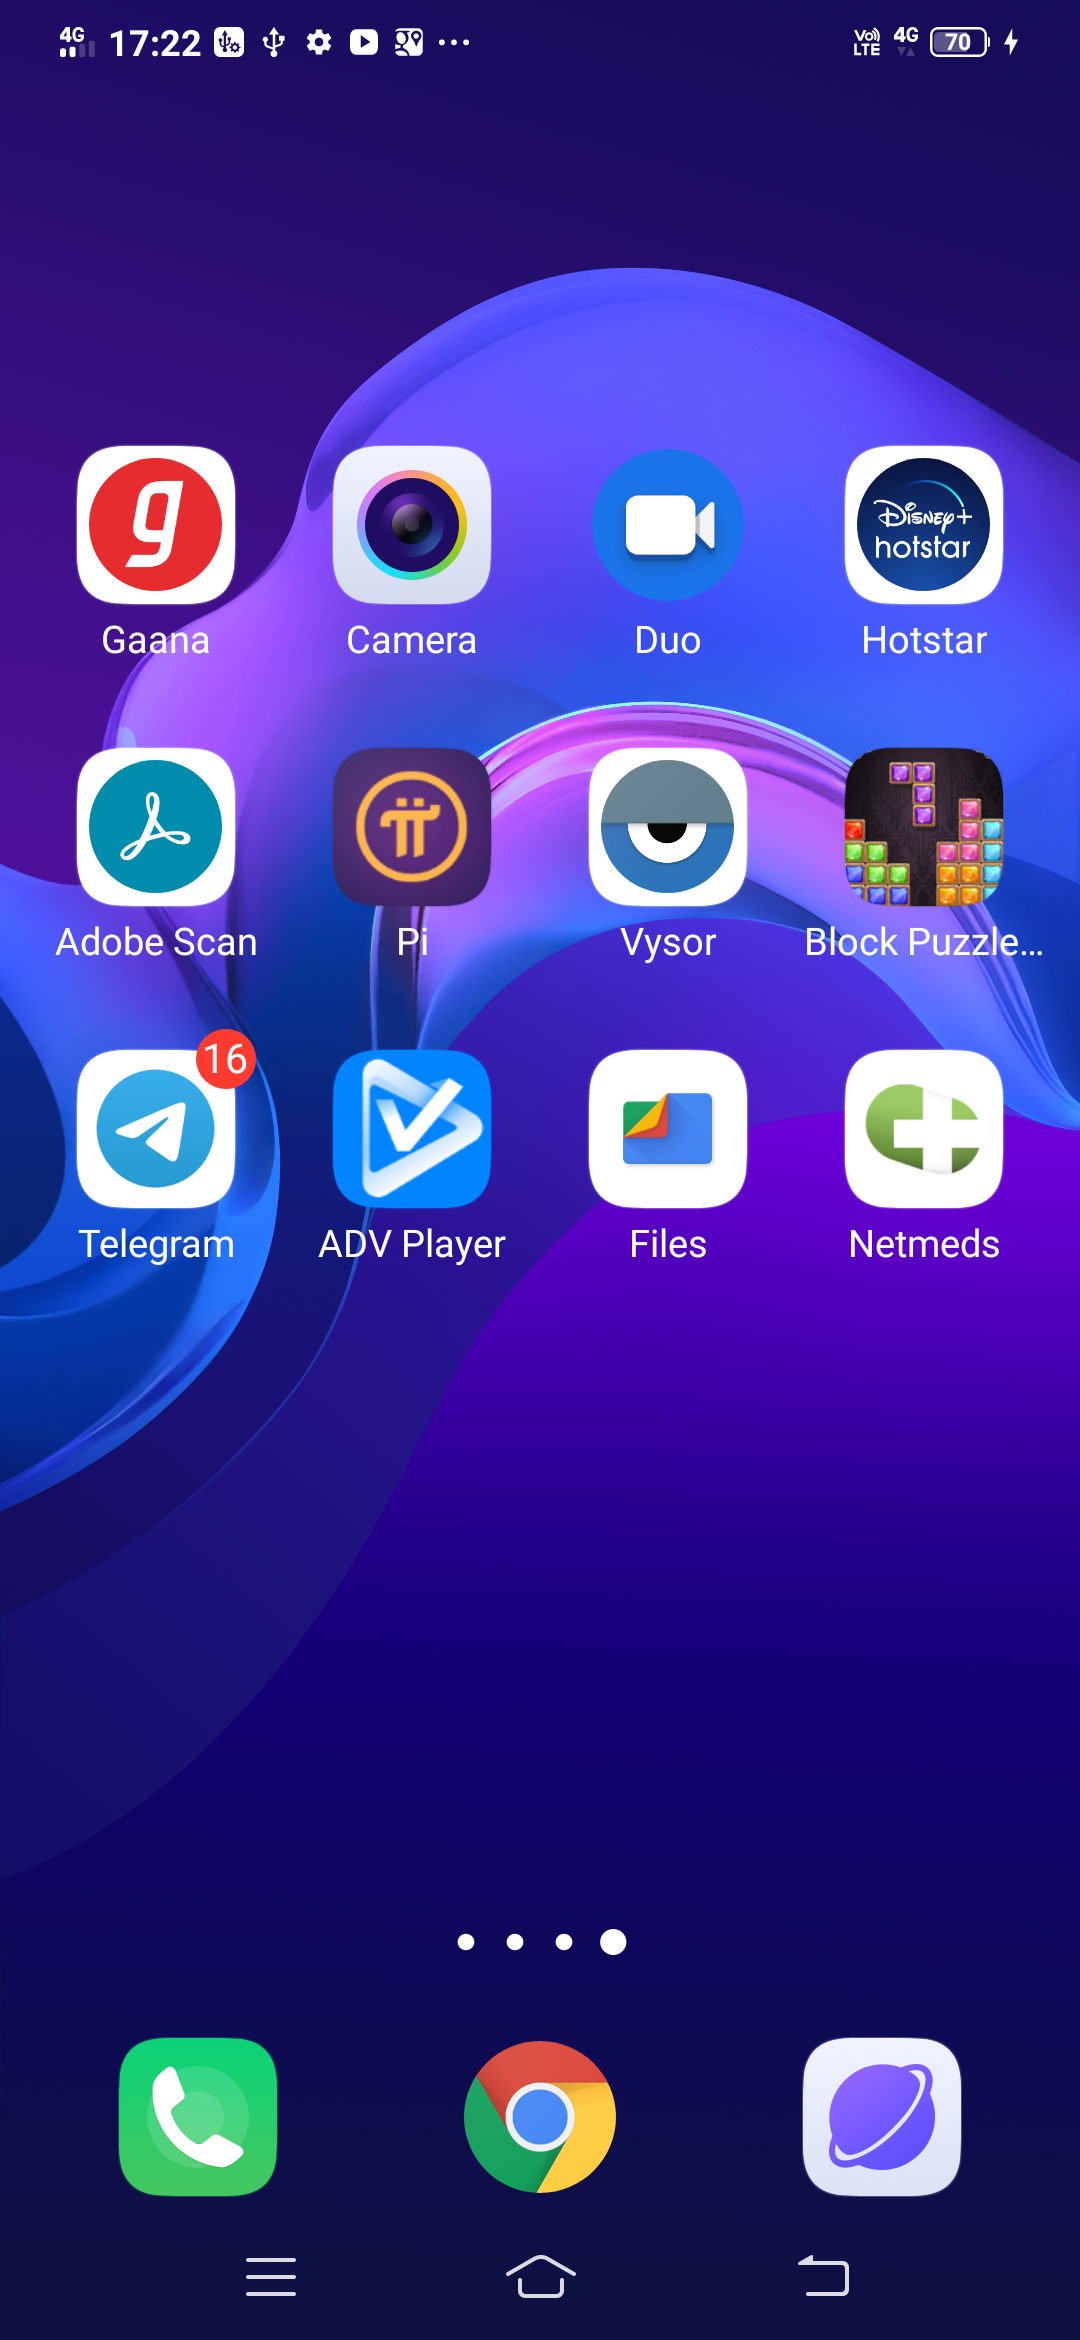 4G 17:22 Vo) LTE 4G 70
g Disney+ hotstar
Gaana Camera Duo Hotstar
Adobe Scan Pi Vysor Block Puzzle...
16
Telegram ADV Player Files Netmeds